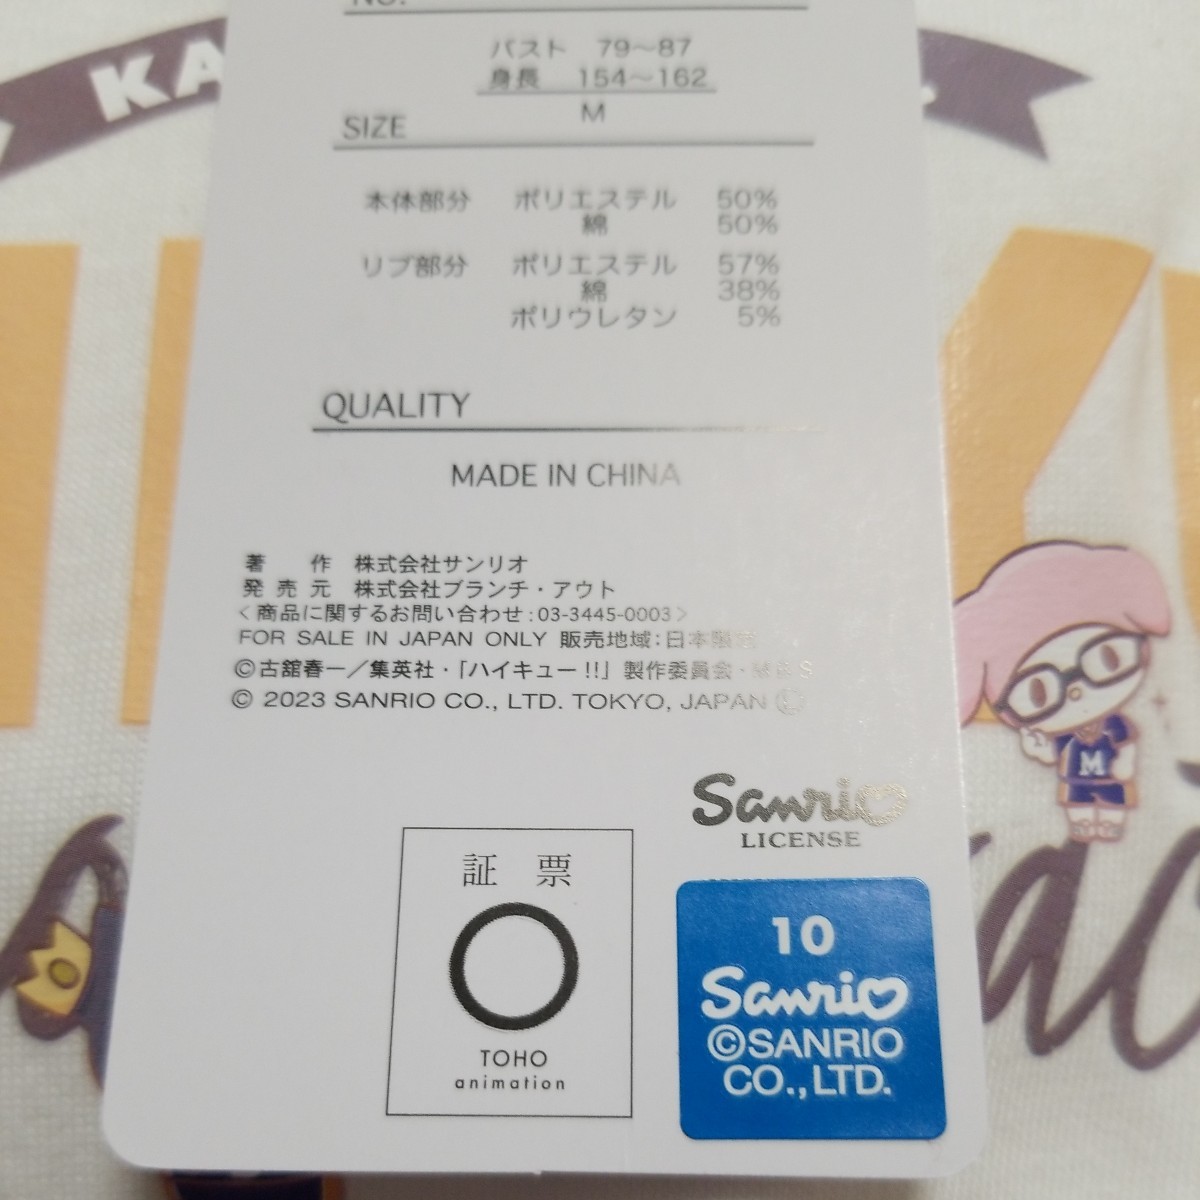 NO.
バスト 79~87
身長 154~162
M
SIZE
本体部分 ポリエステル 50%
綿 50%
リブ部分 ポリエステル 57%
綿 38%
ポリウレタン 5%
QUALITY
MADE IN CHINA
著 作 株式会社サンリオ
発 売 元 株式会社ブランチ・アウト
<商品に関するお問い合わせ:03-3445-0003>
FOR SALE IN JAPAN ONLY 販売地域:日本限定
©古舘春一/集英社・「ハイキュー!!」製作委員会・MBS
© 2023 SANRIO CO., LTD. TOKYO, JAPAN Ⓛ
Sanrio
LICENSE
証 票
TOHO
animation
10
Sanrio
©SANRIO
CO.,LTD.
KA
M